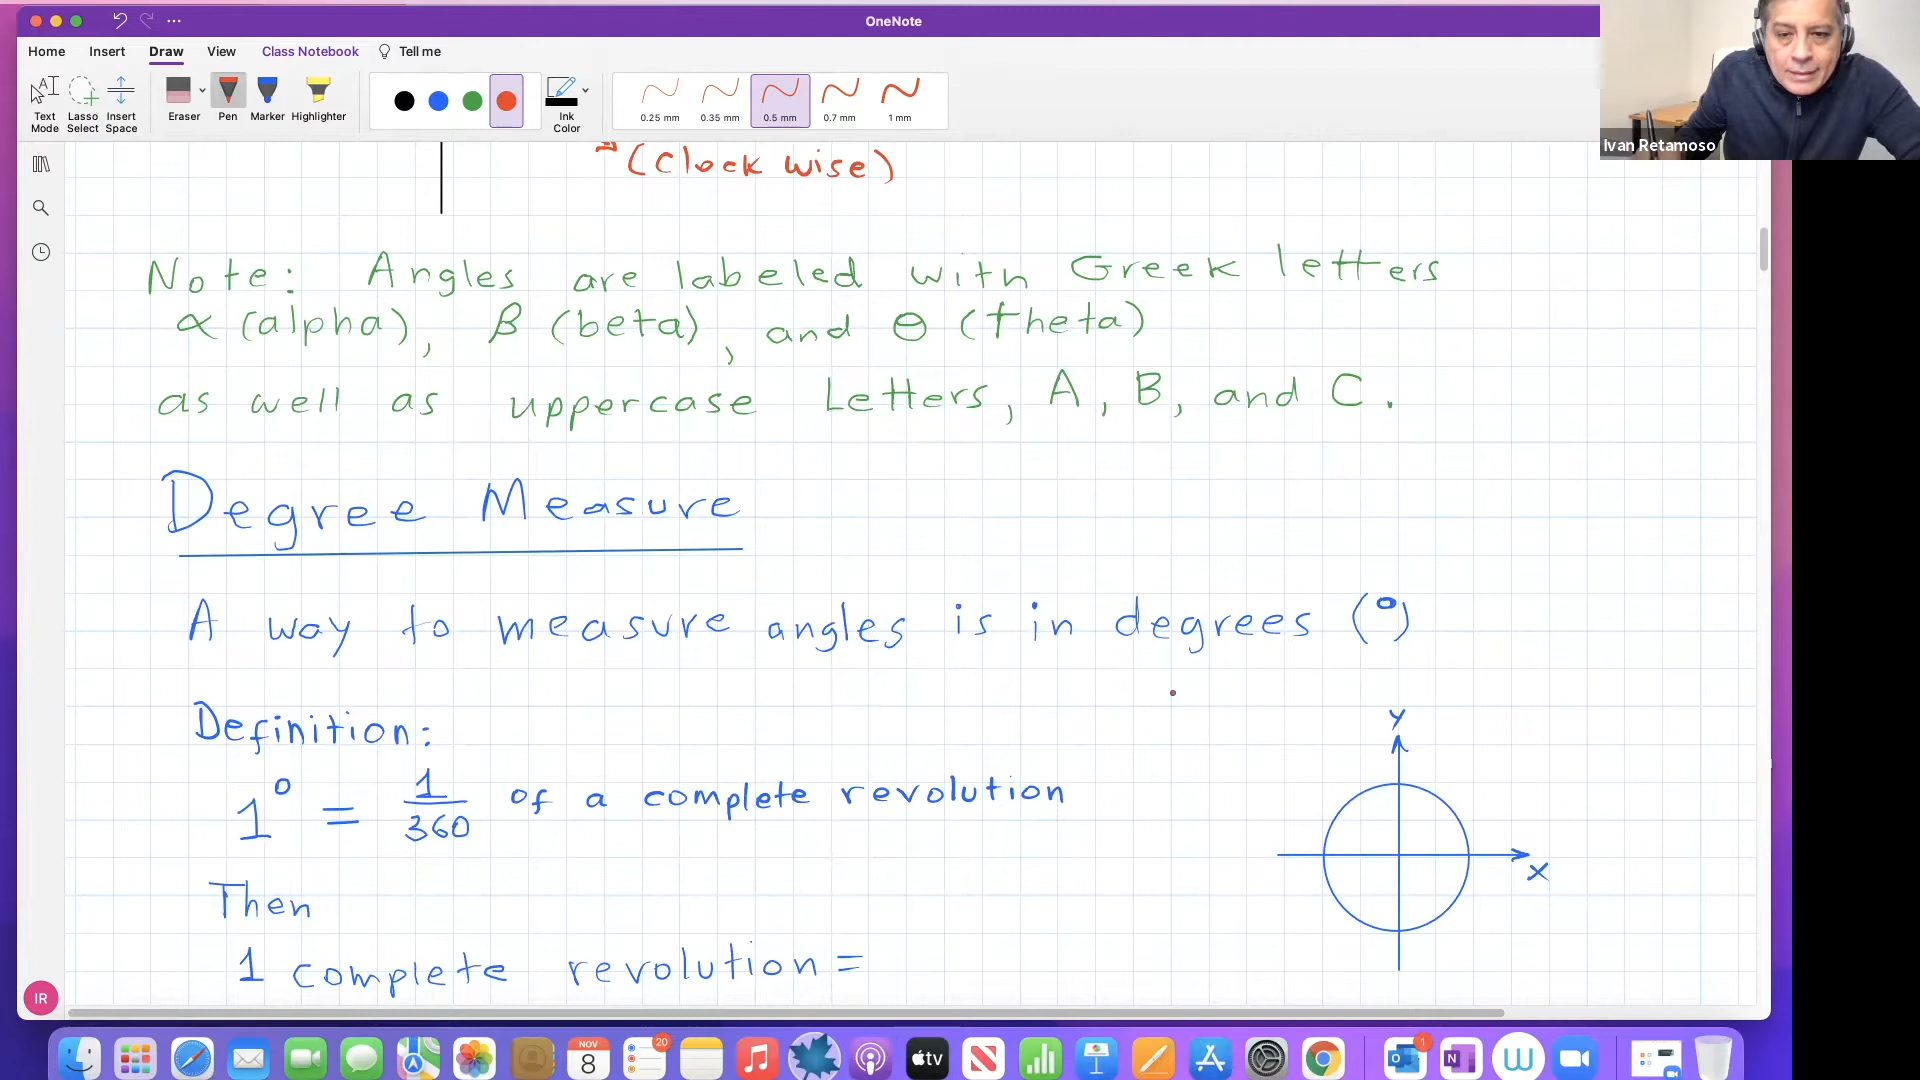 OneNote
Home Insert Draw View Class Notebook Tell me
Text Mode
Lasso Select
Insert Space
Eraser
Pen
Marker
Highlighter
Ink Color
0.25 mm
0.35 mm
0.5 mm
0.7 mm
1 mm
Ivan Retamoso
(Clock wise)
Note: Angles are labeled with Greek letters
α (alpha), β (beta), and θ (theta)
as well as uppercase Letters, A, B, and C.
Degree Measure
A way to measure angles is in degrees (°)
Definition:
1° = 1/360 of a complete revolution
Then
1 complete revolution =
Y
X
IR
NOV
8
20
tv
1